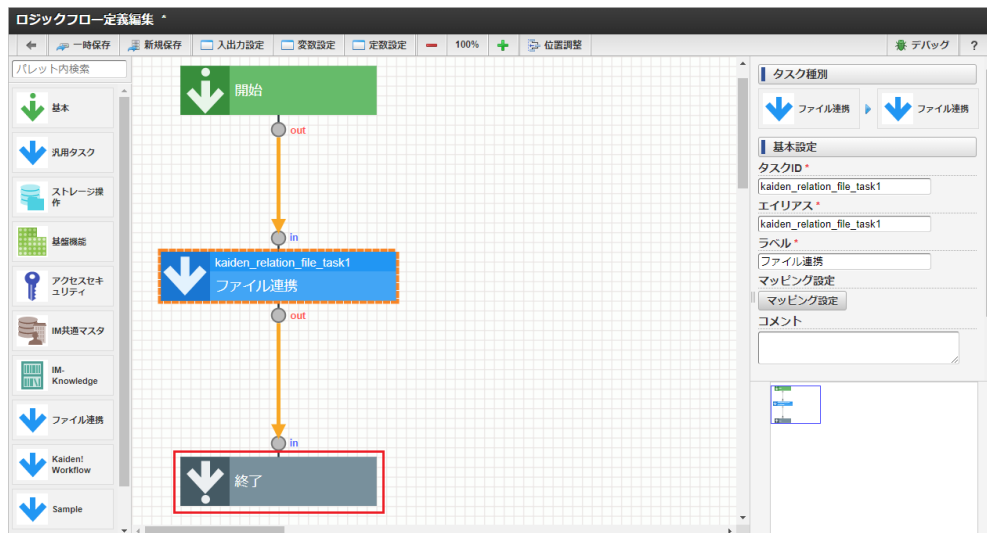 ロジックフロー定義編集 *
一時保存 新規保存 入出力設定 変数設定 定数設定 100% 位置調整 デバッグ ?
パレット内検索
基本
汎用タスク
ストレージ操
作
基盤機能
アクセスセキ
ュリティ
IM共通マスタ
IM-
Knowledge
ファイル連携
Kaiden!
Workflow
Sample
開始
out
in
kaiden_relation_file_task1
ファイル連携
out
in
終了
タスク種別
ファイル連携 ファイル連携
基本設定
タスクID *
kaiden_relation_file_task1
エイリアス *
kaiden_relation_file_task1
ラベル *
ファイル連携
マッピング設定
マッピング設定
コメント